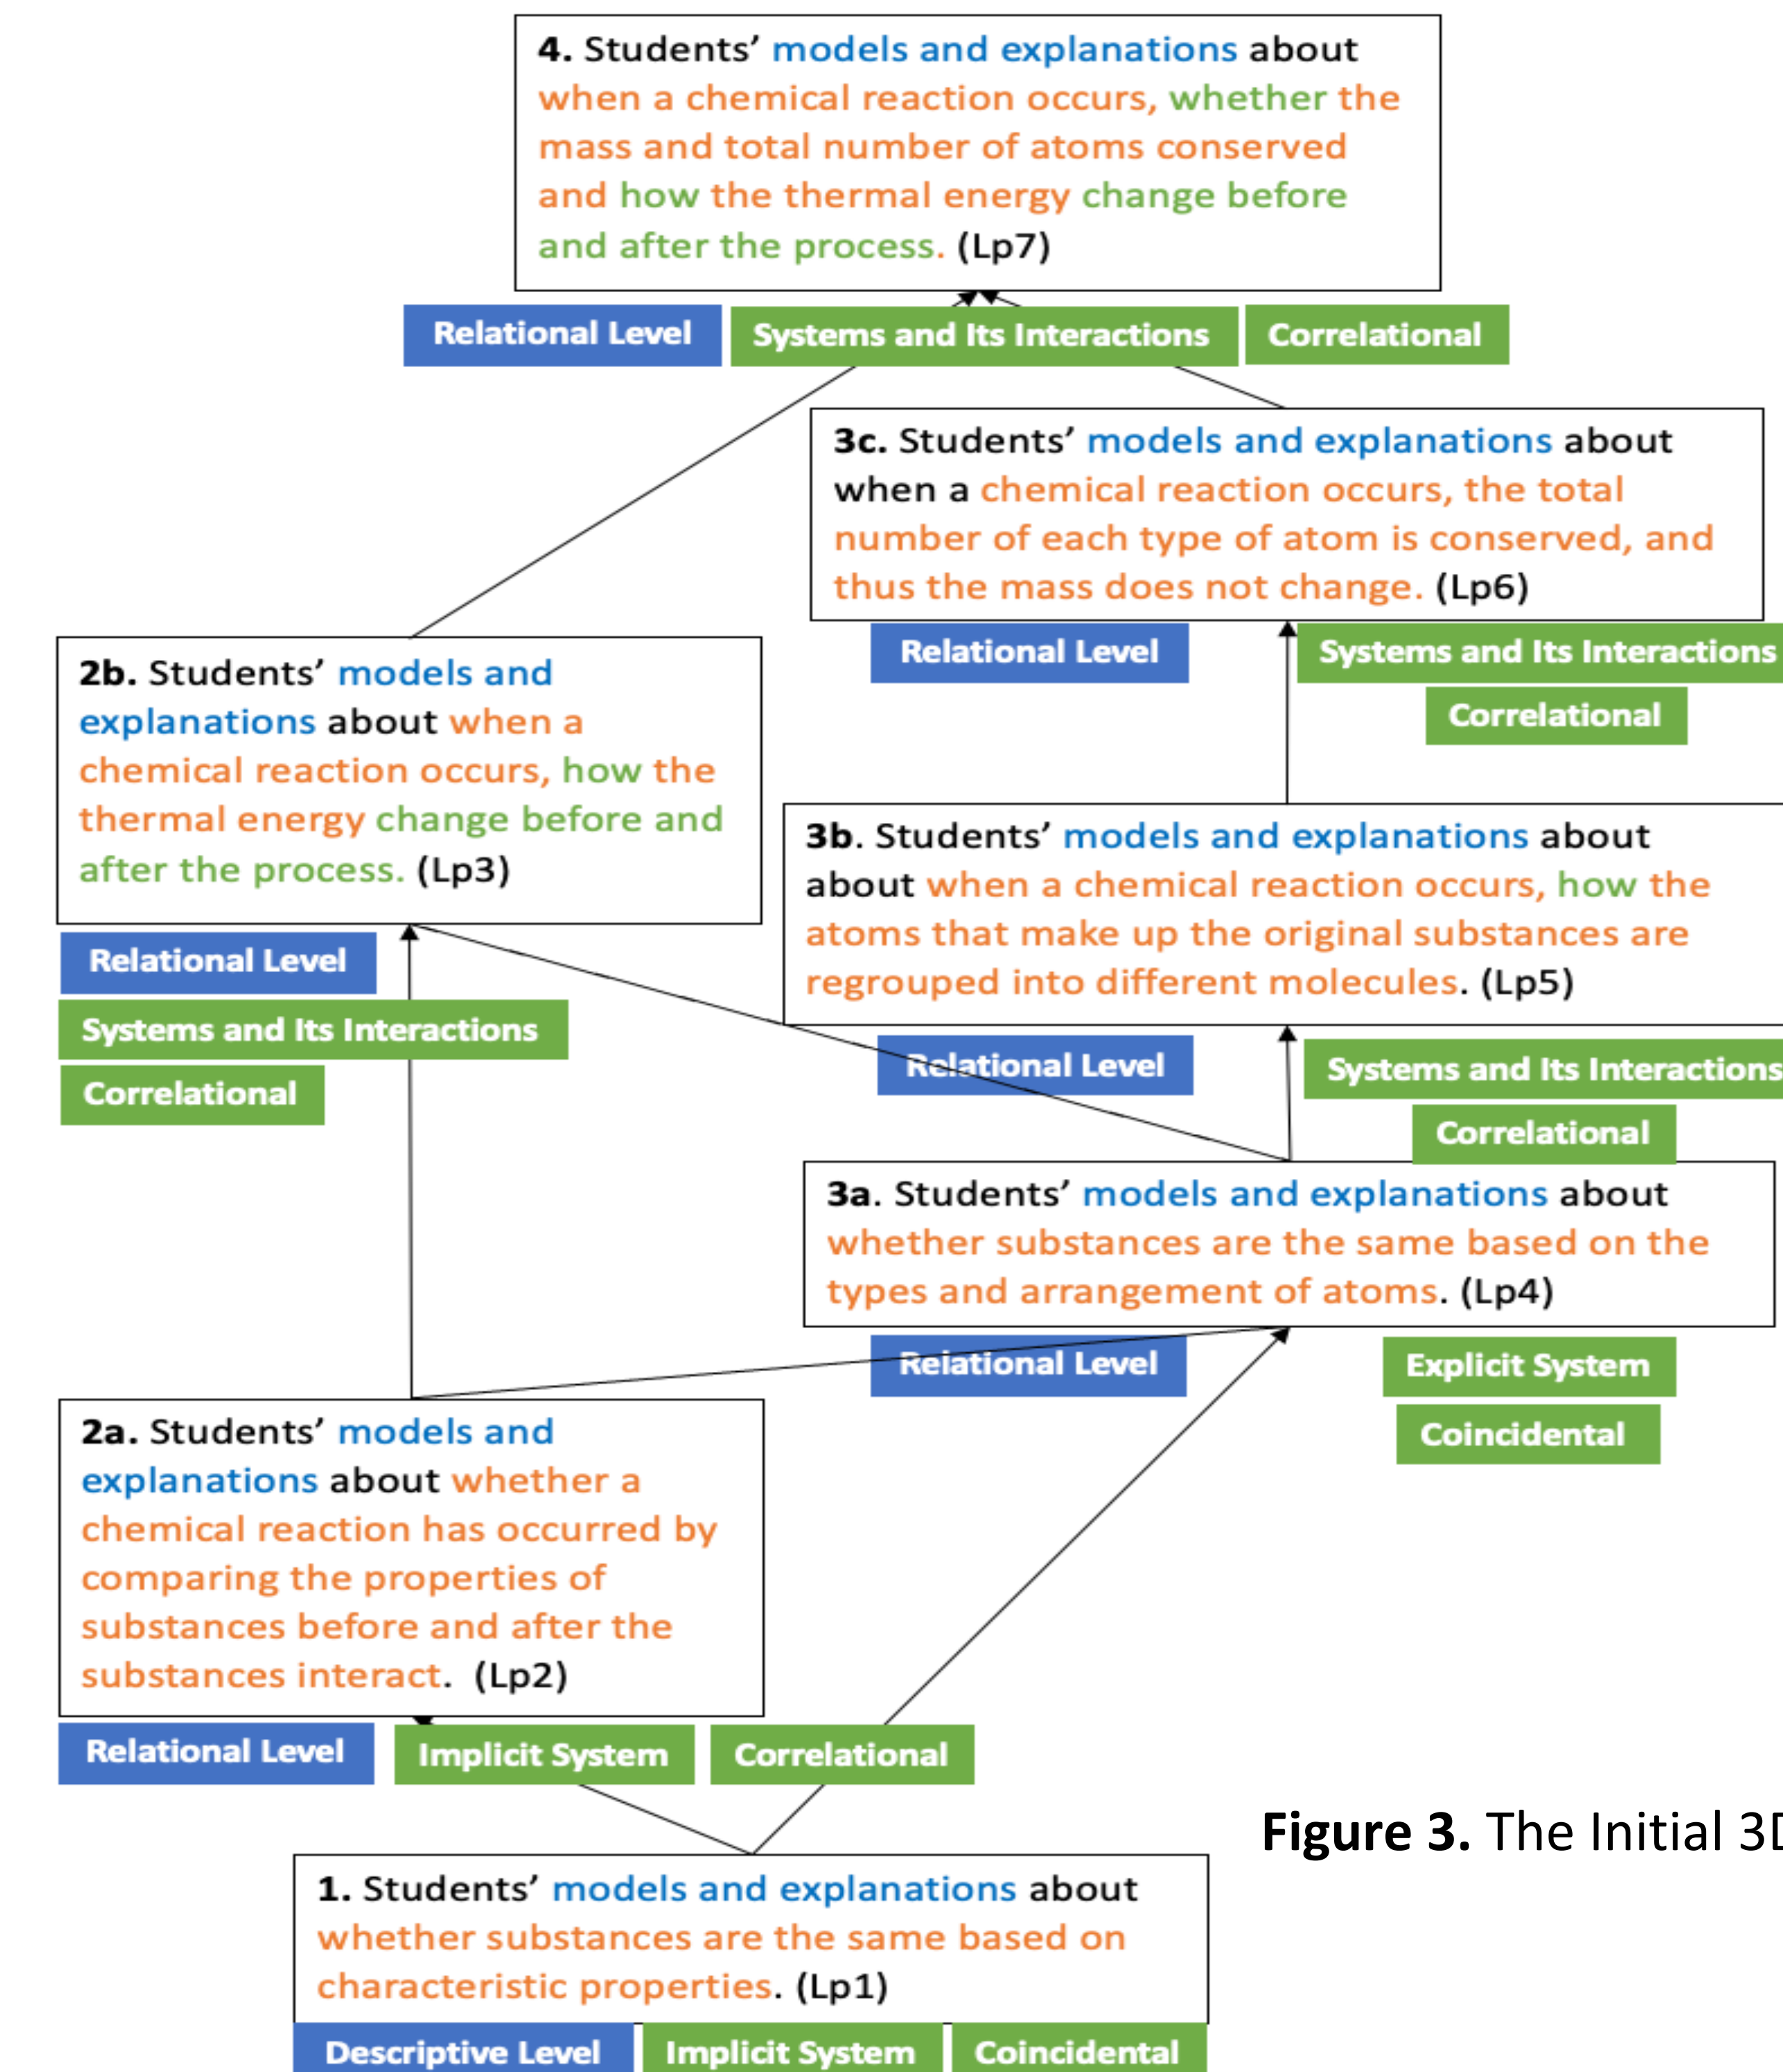 4. Students’ models and explanations about
when a chemical reaction occurs, whether the
mass and total number of atoms conserved
and how the thermal energy change before
and after the process. (Lp7)
Relational Level
Systems and Its Interactions
Correlational
3c. Students’ models and explanations about
when a chemical reaction occurs, the total
number of each type of atom is conserved, and
thus the mass does not change. (Lp6)
Relational Level
Systems and Its Interactions
Correlational
2b. Students’ models and
explanations about when a
chemical reaction occurs, how the
thermal energy change before and
after the process. (Lp3)
Relational Level
Systems and Its Interactions
Correlational
3b. Students’ models and explanations about
about when a chemical reaction occurs, how the
atoms that make up the original substances are
regrouped into different molecules. (Lp5)
Relational Level
Systems and Its Interactions
Correlational
3a. Students’ models and explanations about
whether substances are the same based on the
types and arrangement of atoms. (Lp4)
Relational Level
Explicit System
Coincidental
2a. Students’ models and
explanations about whether a
chemical reaction has occurred by
comparing the properties of
substances before and after the
substances interact. (Lp2)
Relational Level
Implicit System
Correlational
Figure 3. The Initial 3D
1. Students’ models and explanations about
whether substances are the same based on
characteristic properties. (Lp1)
Descriptive Level
Implicit System
Coincidental